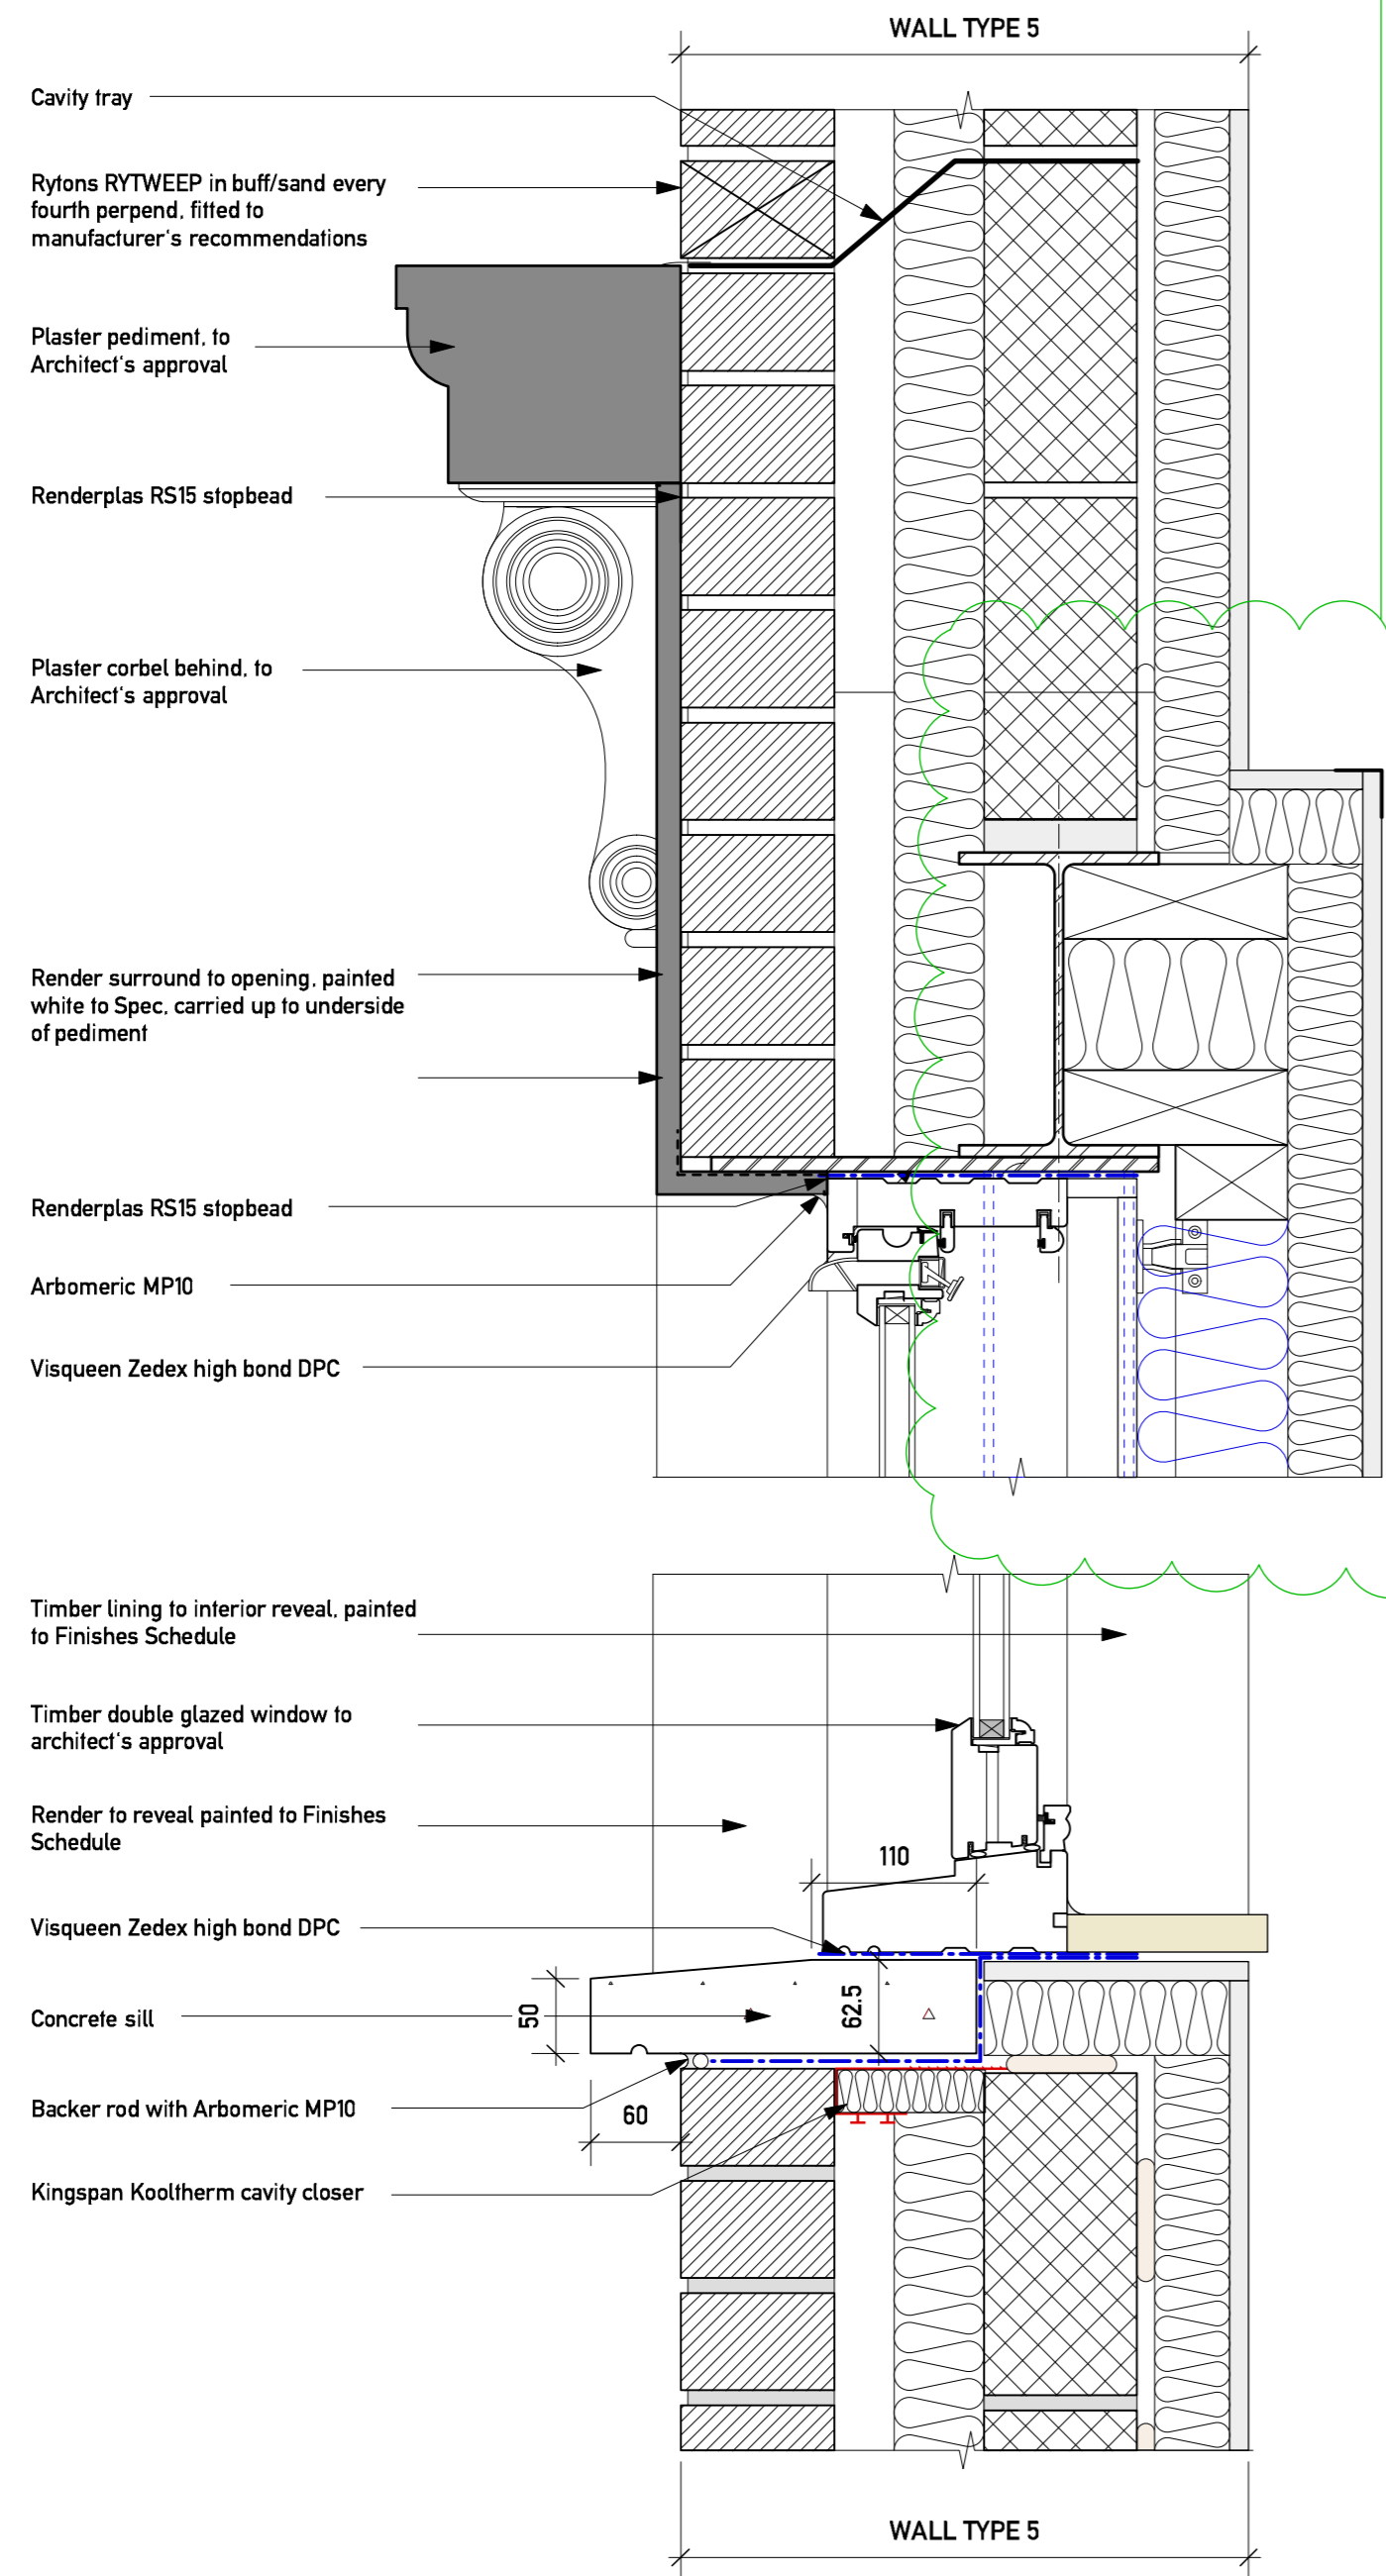 WALL TYPE 5
Cavity tray
Rytons RYTWEEP in buff/sand every
fourth perpend, fitted to
manufacturer's recommendations
Plaster pediment, to
Architect's approval
Renderplas RS15 stopbead
Plaster corbel behind, to
Architect's approval
Render surround to opening, painted
white to Spec, carried up to underside
of pediment
Renderplas RS15 stopbead
Arbomeric MP10
Visqueen Zedex high bond DPC
Timber lining to interior reveal, painted
to Finishes Schedule
Timber double glazed window to
architect's approval
Render to reveal painted to Finishes
Schedule
110
Visqueen Zedex high bond DPC
Concrete sill
50
62.5
Backer rod with Arbomeric MP10
60
Kingspan Kooltherm cavity closer
WALL TYPE 5